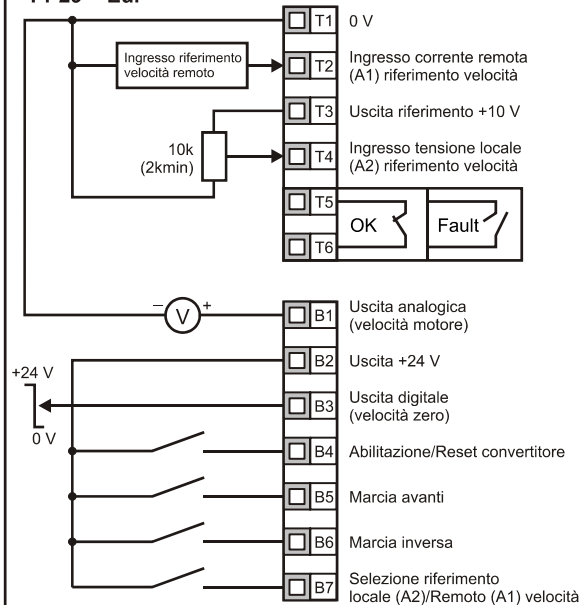 T1 0 V
Ingresso riferimento
velocità remoto
T2 Ingresso corrente remota
(A1) riferimento velocità
T3 Uscita riferimento +10 V
10k
(2kmin)
T4 Ingresso tensione locale
(A2) riferimento velocità
T5
OK
Fault
T6
− V +
B1 Uscita analogica
(velocità motore)
B2 Uscita +24 V
+24 V
0 V
B3 Uscita digitale
(velocità zero)
B4 Abilitazione/Reset convertitore
B5 Marcia avanti
B6 Marcia inversa
B7 Selezione riferimento
locale (A2)/Remoto (A1) velocità